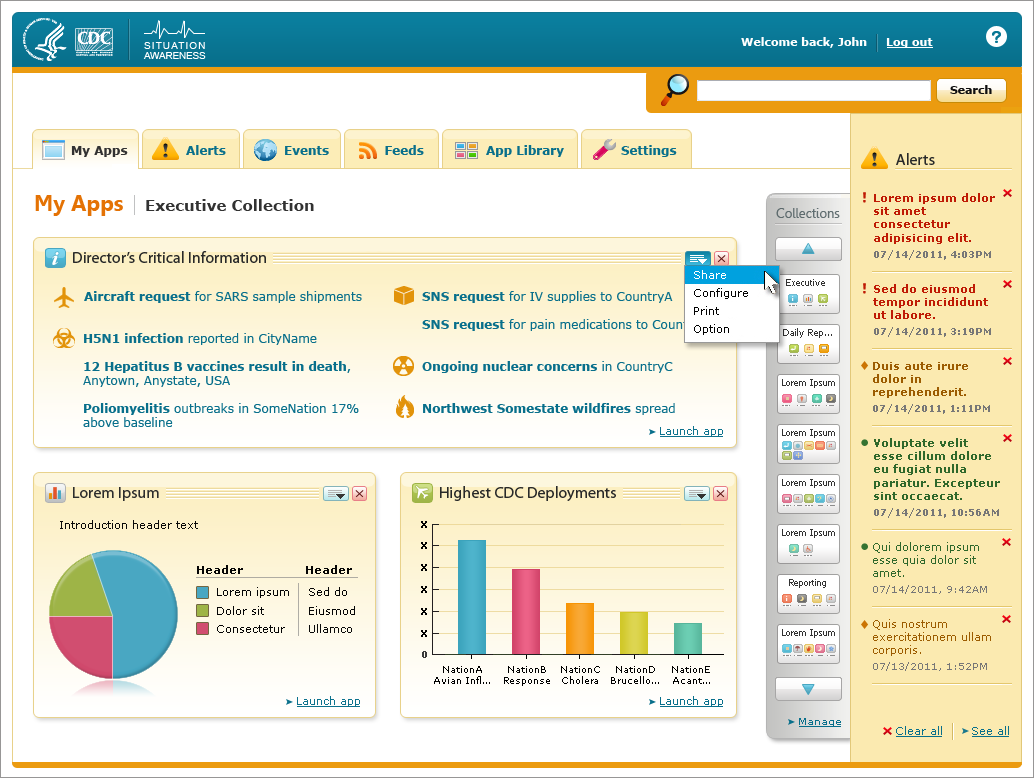 CDC
SITUATION
AWARENESS
Welcome back, John
Log out
?
Search
My Apps
Alerts
Events
Feeds
App Library
Settings
My Apps
Executive Collection
Director's Critical Information
Aircraft request for SARS sample shipments
H5N1 infection reported in CityName
12 Hepatitus B vaccines result in death,
Anytown, Anystate, USA
Poliomyelitis outbreaks in SomeNation 17%
above baseline
SNS request for IV supplies to CountryA
SNS request for pain medications to Coun
Ongoing nuclear concerns in CountryC
Northwest Somestate wildfires spread
Launch app
Share
Configure
Print
Option
Lorem Ipsum
Introduction header text
Header Header
Lorem ipsum Sed do
Dolor sit Eiusmod
Consectetur Ullamco
Launch app
Highest CDC Deployments
x
x
x
x
x
x
0
NationA
Avian Infl...
NationB
Response
NationC
Cholera
NationD
Brucello...
NationE
Acant...
Launch app
Collections
Executive
Daily Rep...
Lorem Ipsum
Lorem Ipsum
Lorem Ipsum
Lorem Ipsum
Reporting
Lorem Ipsum
Manage
Alerts
! Lorem ipsum dolor
sit amet
consectetur
adipisicing elit.
07/14/2011, 4:03PM
! Sed do eiusmod
tempor incididunt
ut labore.
07/14/2011, 3:19PM
Duis aute irure
dolor in
reprehenderit.
07/14/2011, 1:11PM
Voluptate velit
esse cillum dolore
eu fugiat nulla
pariatur. Excepteur
sint occaecat.
07/14/2011, 10:56AM
Qui dolorem ipsum
esse quia dolor sit
amet.
07/14/2011, 9:42AM
Quis nostrum
exercitationem ullam
corporis.
07/13/2011, 1:52PM
Clear all
See all